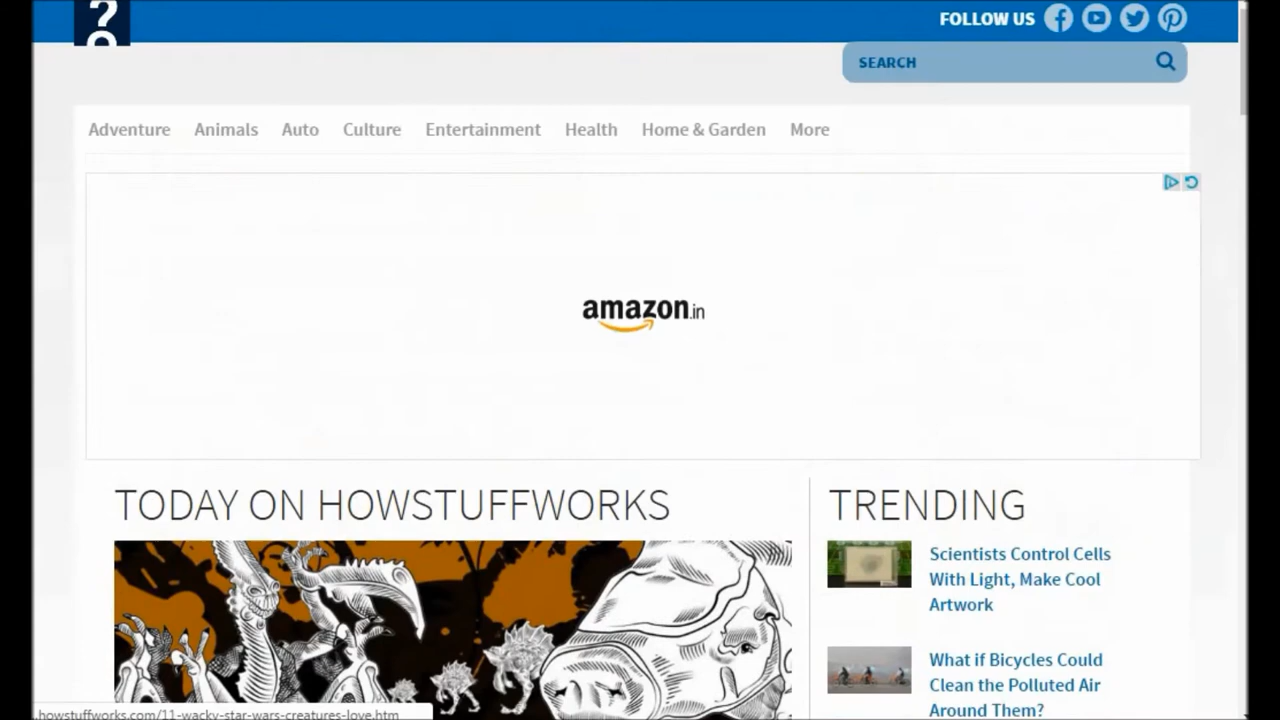 FOLLOW US
SEARCH
Adventure Animals Auto Culture Entertainment Health Home & Garden More
amazon.in
TODAY ON HOWSTUFFWORKS
TRENDING
Scientists Control Cells
With Light, Make Cool
Artwork
What if Bicycles Could
Clean the Polluted Air
Around Them?
.howstuffworks.com/11-wacky-star-wars-creatures-love.htm